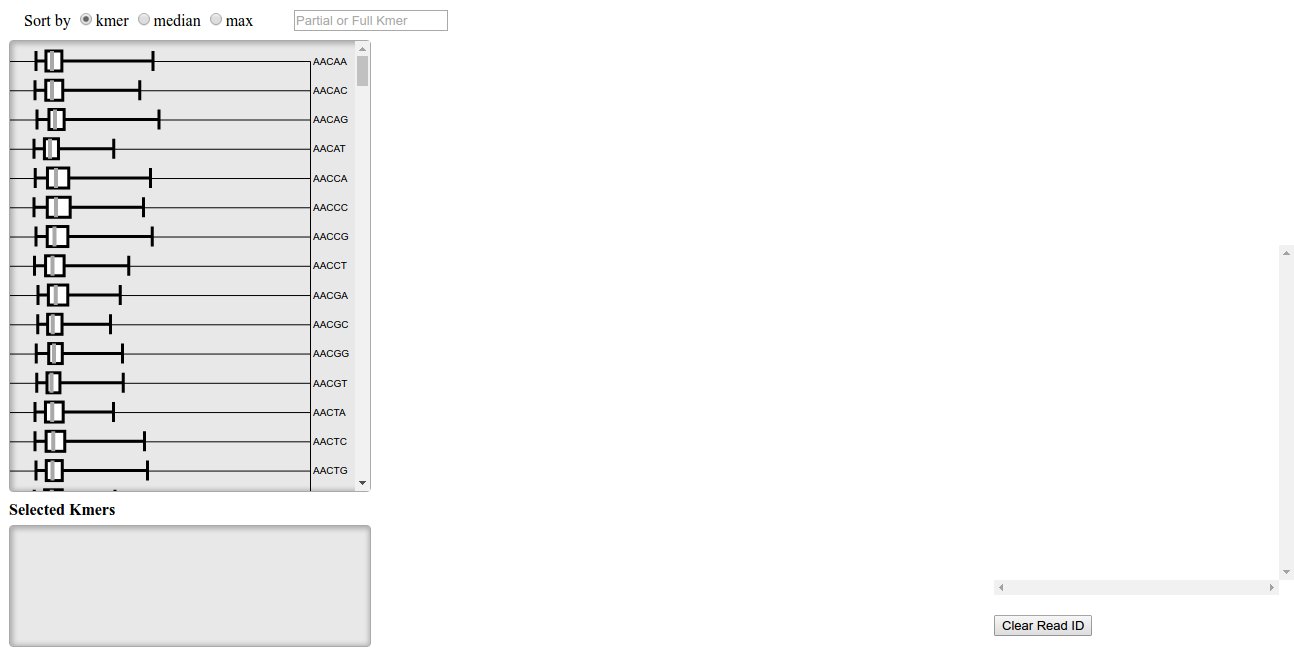 Sort by kmer median max Partial or Full Kmer
AACAA
AACAC
AACAG
AACAT
AACCA
AACCC
AACCG
AACCT
AACGA
AACGC
AACGG
AACGT
AACTA
AACTC
AACTG
Selected Kmers
Clear Read ID